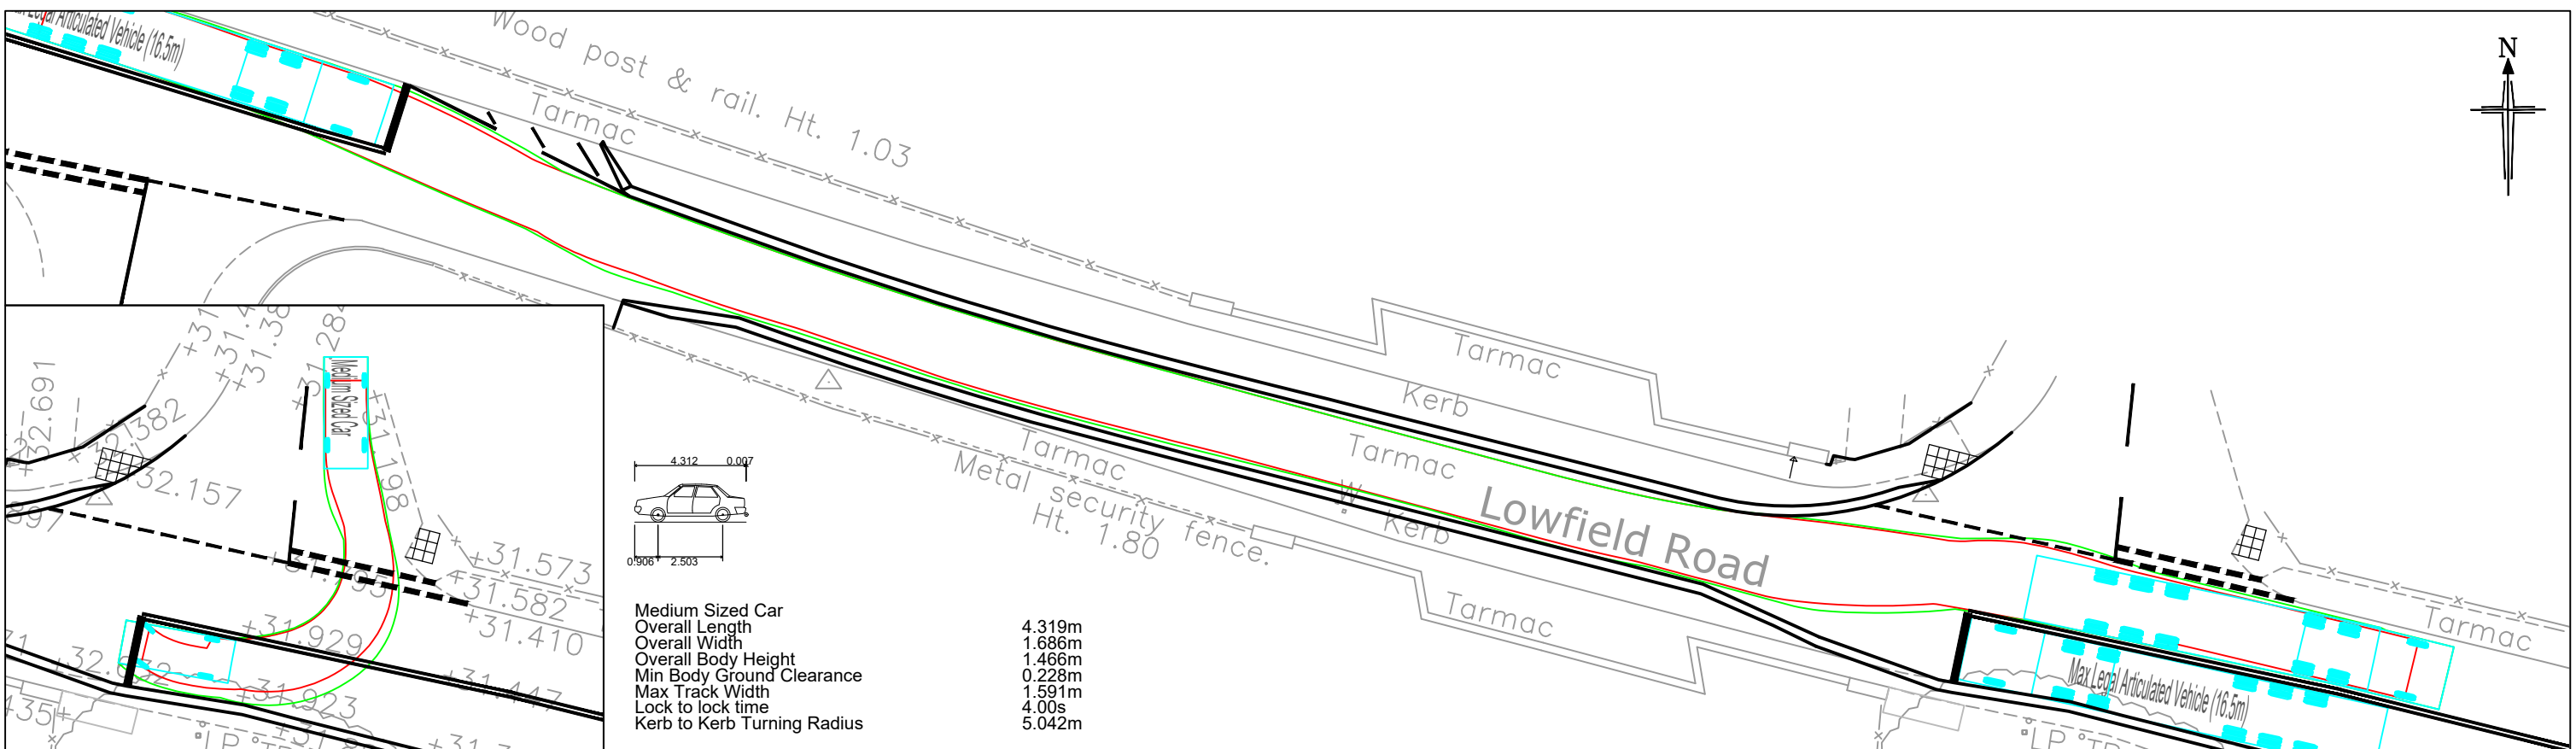 Articulated Vehicle (16.5m)
Wood post & rail. Ht. 1.03
Tarmac
N
Tarmac
Kerb
Tarmac
Tarmac
Metal security fence.
Ht. 1.80
W
Kerb
Lowfield Road
Tarmac
Tarmac
Max Legal Articulated Vehicle (16.5m)
LP
+31.284
Medium Sized Car
+32.691
+32.157
+31.573
+31.582
+31.410
+31.929
+31.923
+31.447
LP
4.312
0.007
0.906
2.503
Medium Sized Car
Overall Length 4.319m
Overall Width 1.686m
Overall Body Height 1.466m
Min Body Ground Clearance 0.228m
Max Track Width 1.591m
Lock to lock time 4.00s
Kerb to Kerb Turning Radius 5.042m